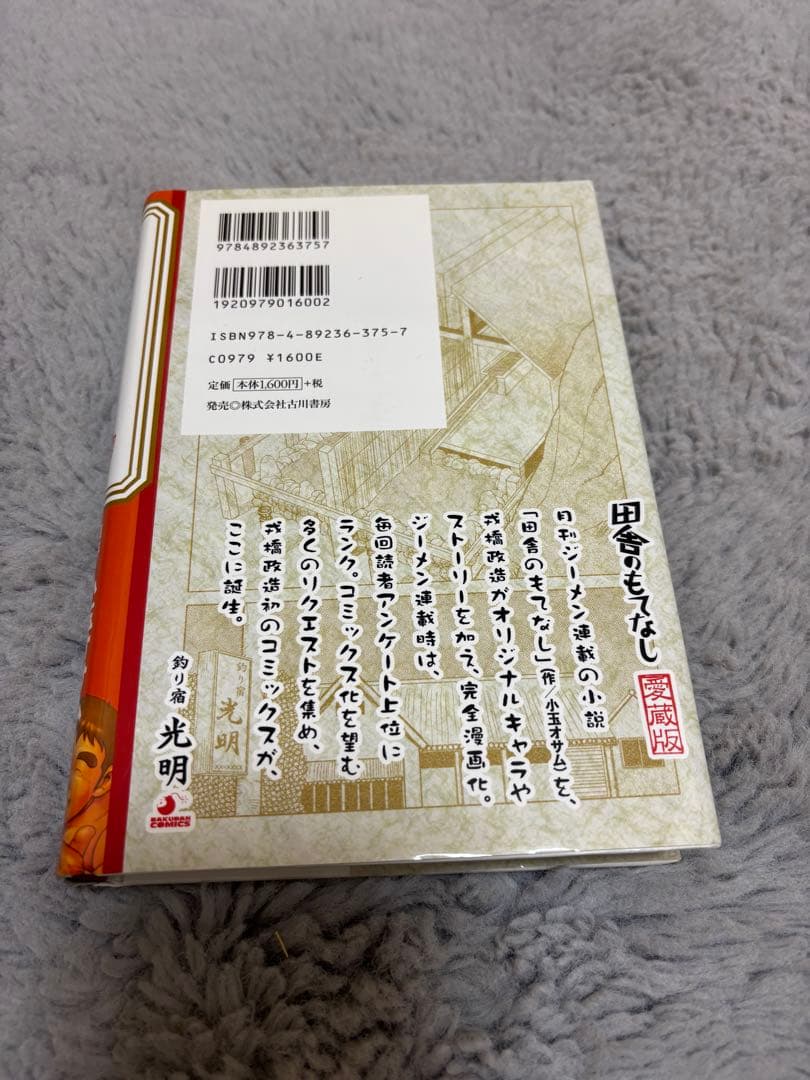 9784892363757
1920979016002
ISBN978-4-89236-375-7
C0979 ¥1600E
定価 本体1,600円 +税
発売◎株式会社古川書房
田舎のもてなし
愛蔵版
月刊ジーメン連載の小説
「田舎のもてなし」(作/小玉オサム)を、
戎橋政造がオリジナルキャラや
ストーリーを加え、完全漫画化。
ジーメン連載時は、
毎回読者アンケート上位に
ランク。コミックス化を望む
多くのリクエストを集め、
戎橋政造初のコミックスが、
ここに誕生。
釣り宿 光明
釣り宿
光明
BAKUDAN
COMICS